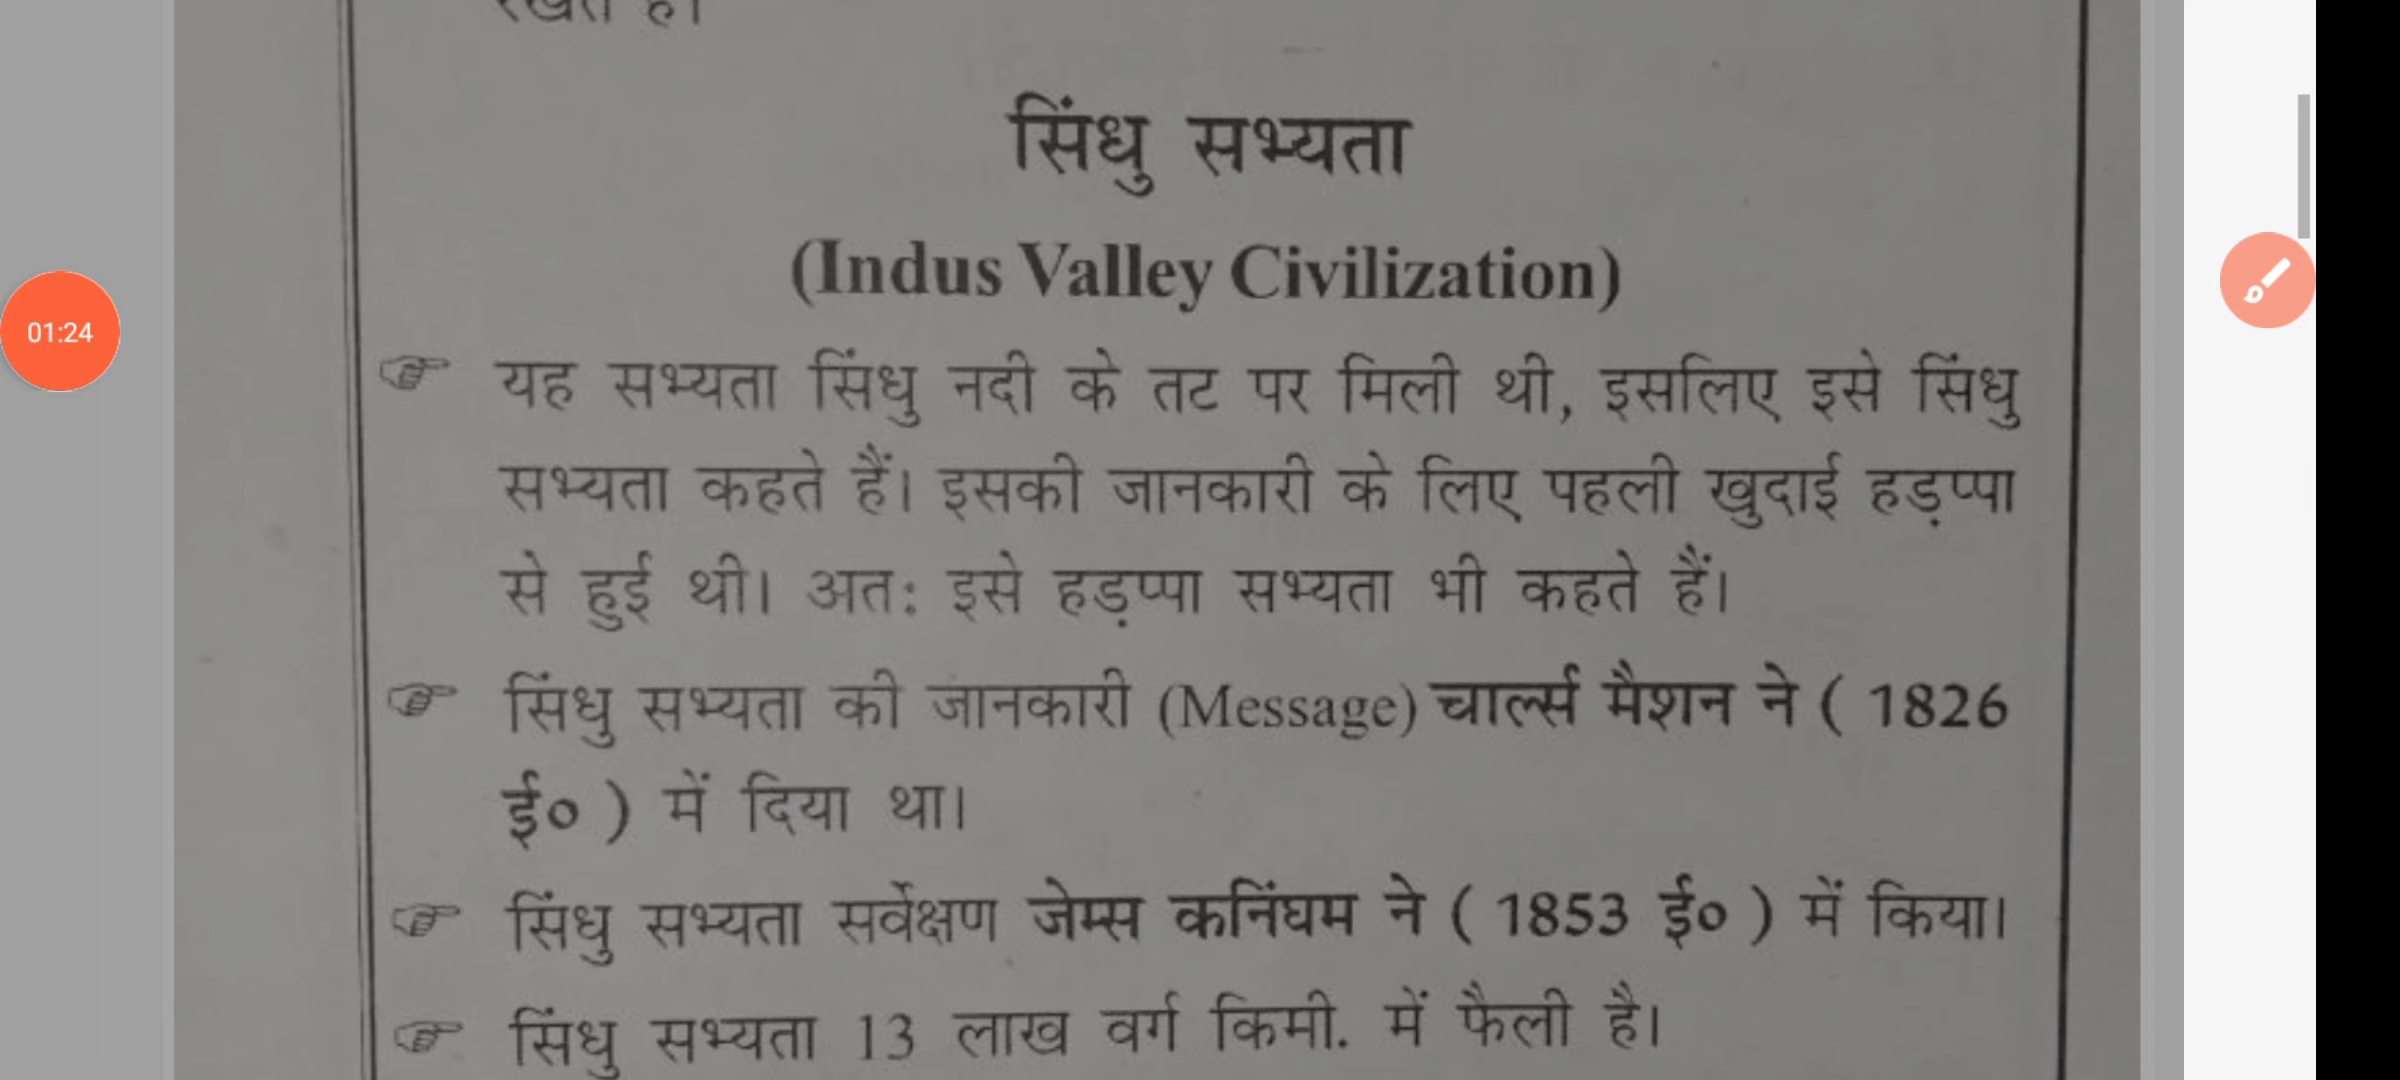 रखते हैं।
सिंधु सभ्यता
(Indus Valley Civilization)
01:24
यह सभ्यता सिंधु नदी के तट पर मिली थी, इसलिए इसे सिंधु
सभ्यता कहते हैं। इसकी जानकारी के लिए पहली खुदाई हड़प्पा
से हुई थी। अतः इसे हड़प्पा सभ्यता भी कहते हैं।
सिंधु सभ्यता की जानकारी (Message) चार्ल्स मैशन ने ( 1826
ई० ) में दिया था।
सिंधु सभ्यता सर्वेक्षण जेम्स कनिंघम ने ( 1853 ई० ) में किया।
सिंधु सभ्यता 13 लाख वर्ग किमी. में फैली है।